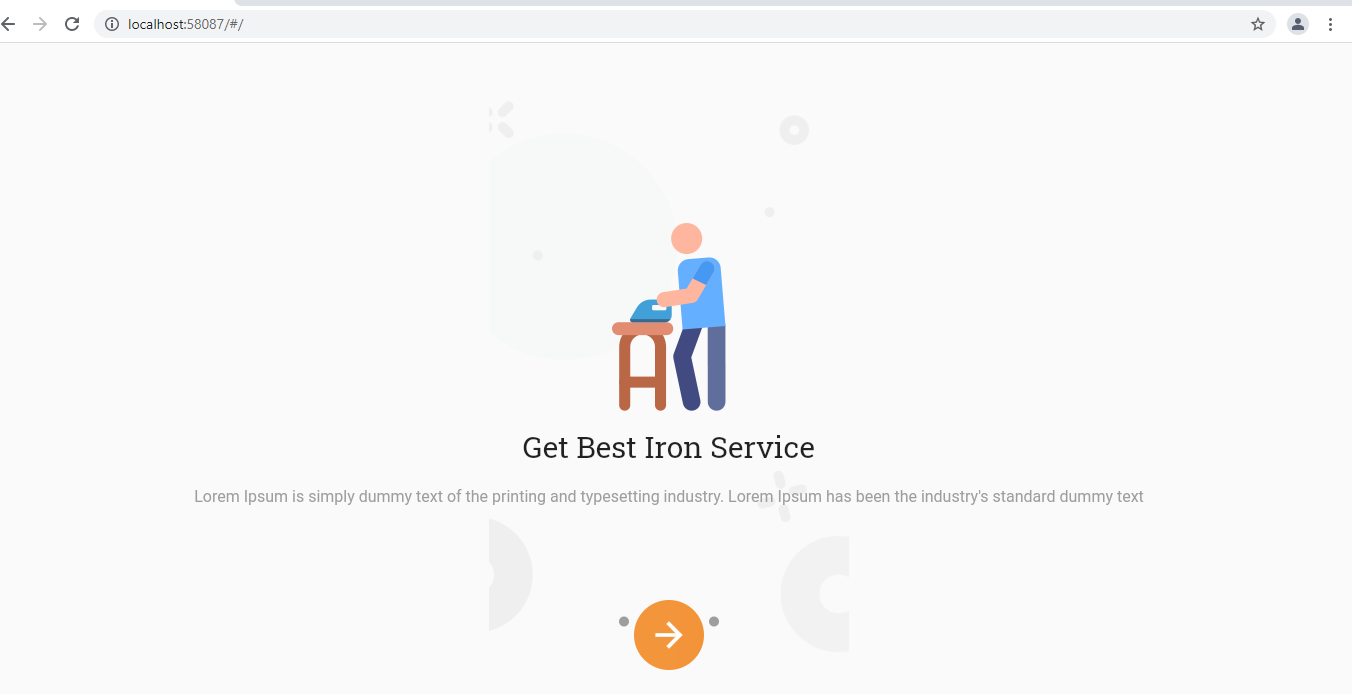 localhost:58087/#/
Get Best Iron Service
Lorem Ipsum is simply dummy text of the printing and typesetting industry. Lorem Ipsum has been the industry's standard dummy text